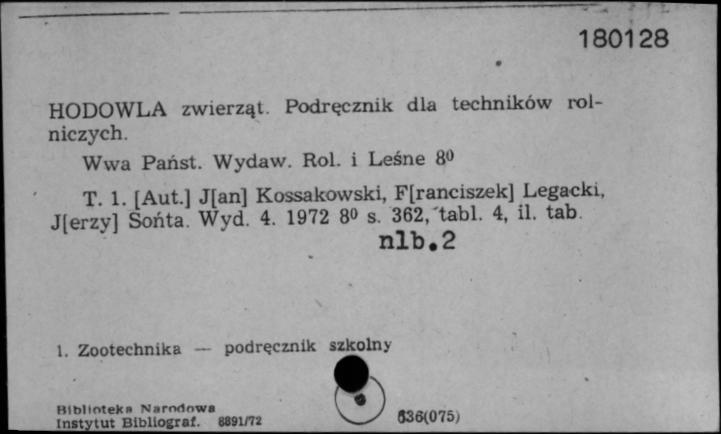 180128
HODOWLA zwierząt. Podręcznik dla techników rol-
niczych.
Wwa Państ. Wydaw. Rol. i Leśne 8⁰
T. 1. [Aut.] J[an] Kossakowski, F[ranciszek] Legacki,
J[erzy] Sońta. Wyd. 4. 1972 8⁰ s. 362, tabl. 4, il. tab.
nlb.2
1. Zootechnika — podręcznik szkolny
Biblioteka Narodowa
Instytut Bibliograf. 8891/72 636(075)